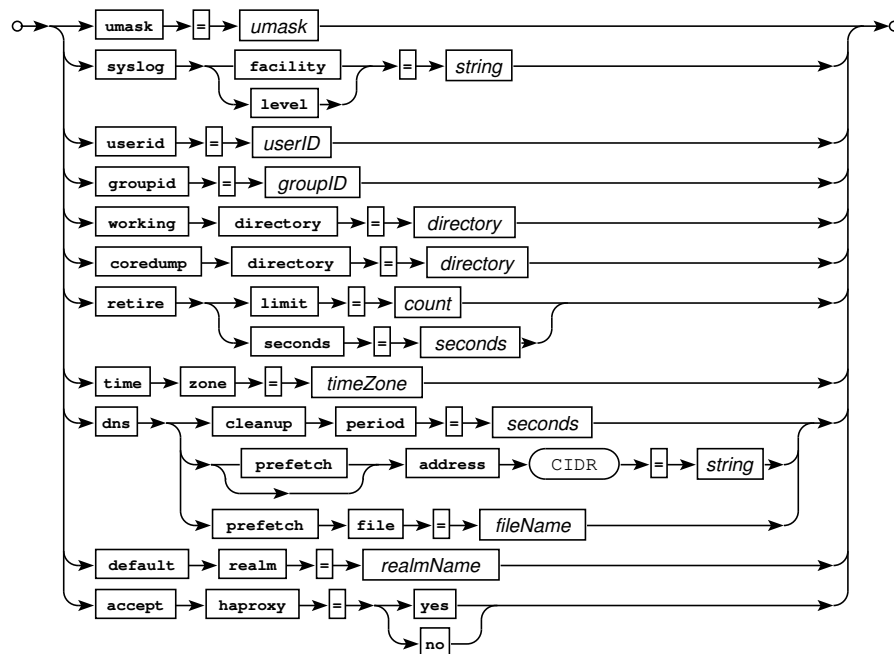 umask = umask
syslog facility = string
level
userid = userID
groupid = groupID
working directory = directory
coredump directory = directory
retire limit = count
seconds = seconds
time zone = timeZone
dns cleanup period = seconds
prefetch address CIDR = string
prefetch file = fileName
default realm = realmName
accept haproxy = yes
no